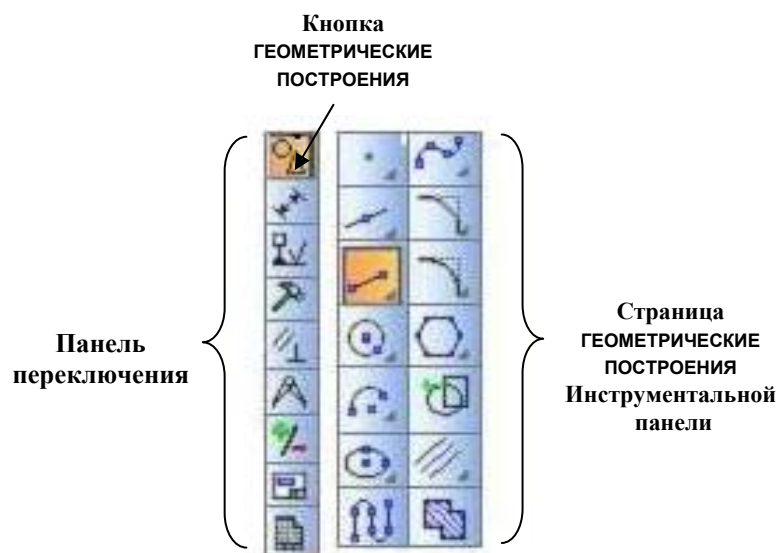 Кнопка
ГЕОМЕТРИЧЕСКИЕ
ПОСТРОЕНИЯ
Панель
переключения
Страница
ГЕОМЕТРИЧЕСКИЕ
ПОСТРОЕНИЯ
Инструментальной
панели